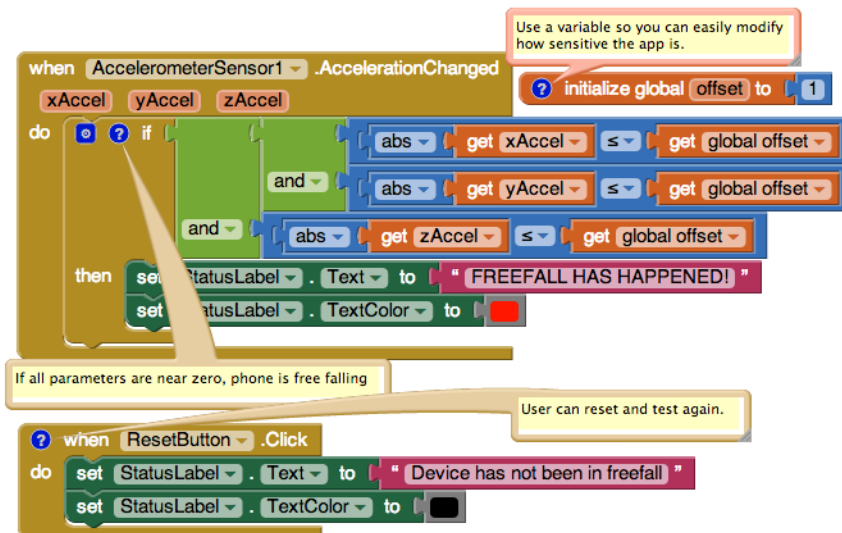 Use a variable so you can easily modify
how sensitive the app is.
when AccelerometerSensor1 .AccelerationChanged
initialize global offset to 1
xAccel yAccel zAccel
do if abs get xAccel ≤ get global offset
and abs get yAccel ≤ get global offset
and abs get zAccel ≤ get global offset
then set StatusLabel . Text to " FREEFALL HAS HAPPENED! "
set StatusLabel . TextColor to
If all parameters are near zero, phone is free falling
User can reset and test again.
when ResetButton .Click
do set StatusLabel . Text to " Device has not been in freefall "
set StatusLabel . TextColor to